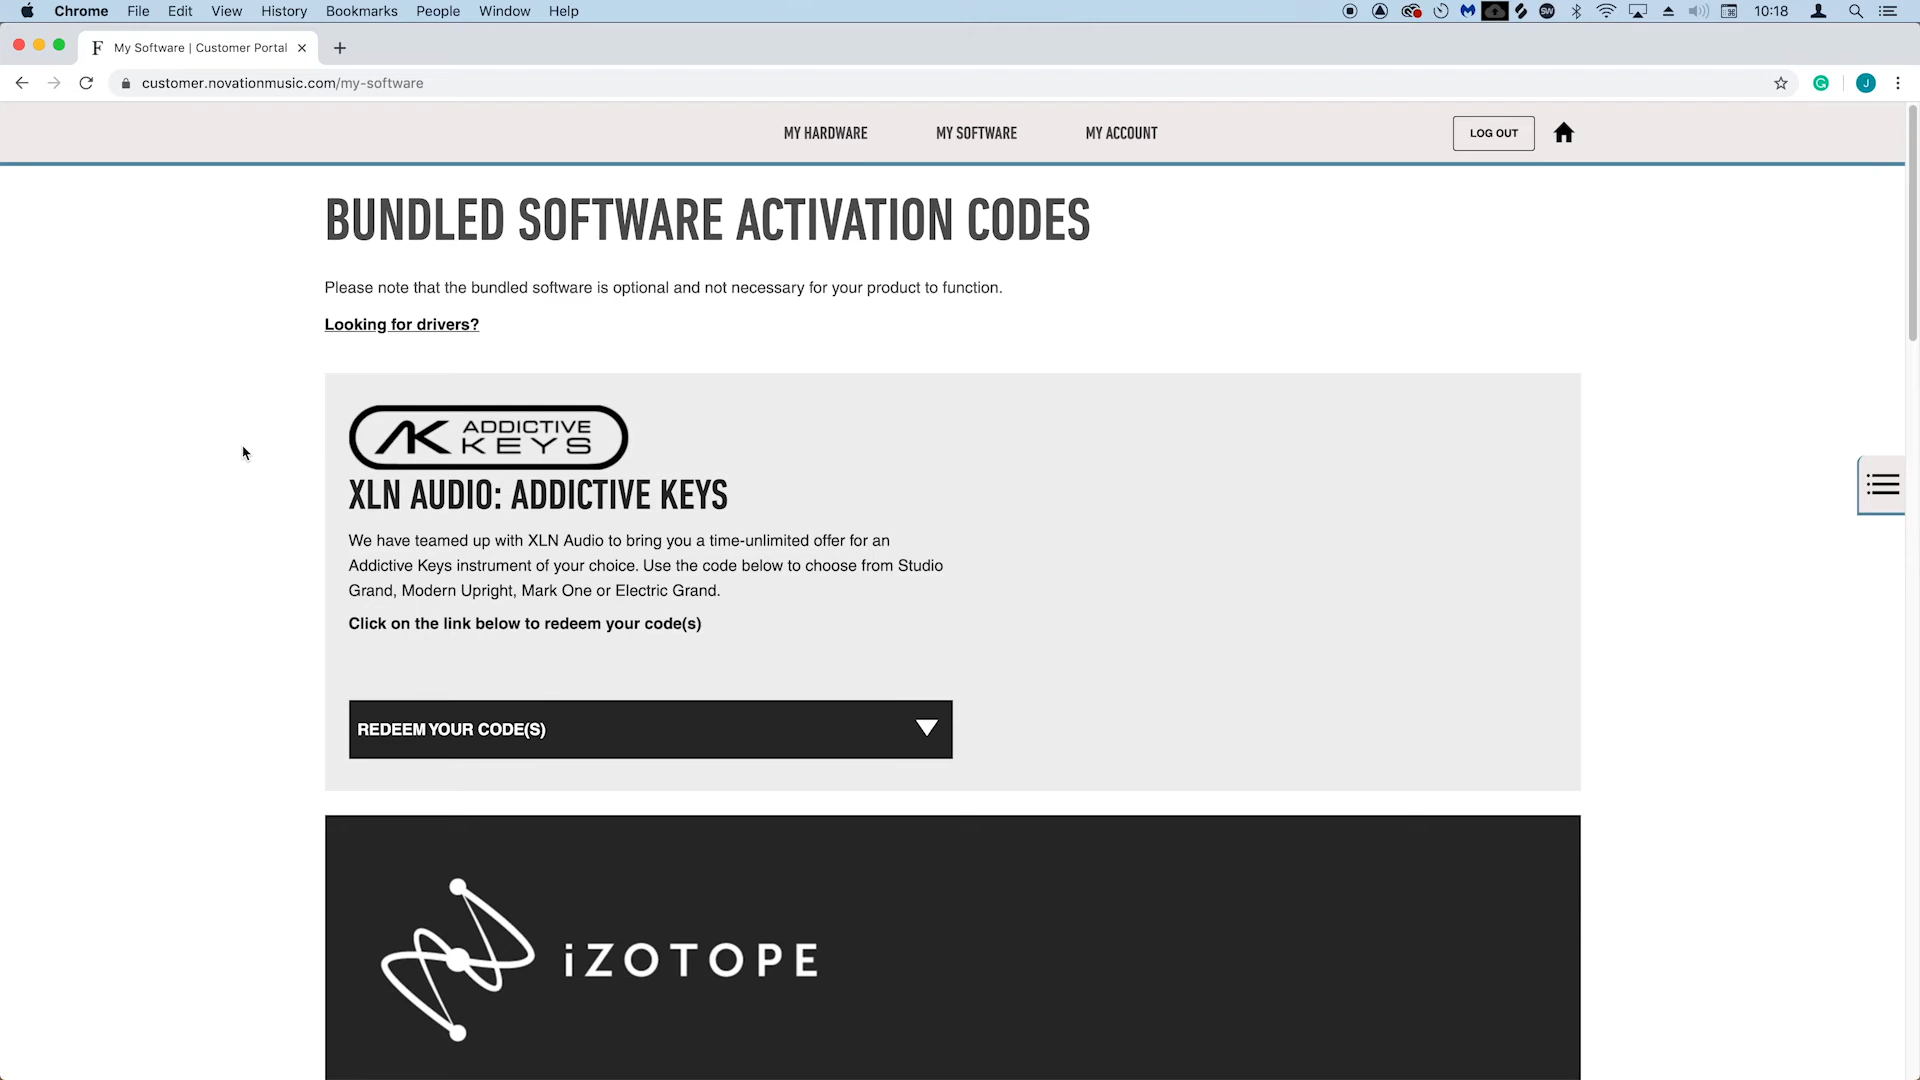 Chrome File Edit View History Bookmarks People Window Help 10:18
F My Software | Customer Portal
customer.novationmusic.com/my-software J
MY HARDWARE MY SOFTWARE MY ACCOUNT LOG OUT
BUNDLED SOFTWARE ACTIVATION CODES
Please note that the bundled software is optional and not necessary for your product to function.
Looking for drivers?
AK ADDICTIVE
KEYS
XLN AUDIO: ADDICTIVE KEYS
We have teamed up with XLN Audio to bring you a time-unlimited offer for an
Addictive Keys instrument of your choice. Use the code below to choose from Studio
Grand, Modern Upright, Mark One or Electric Grand.
Click on the link below to redeem your code(s)
REDEEM YOUR CODE(S)
iZOTOPE